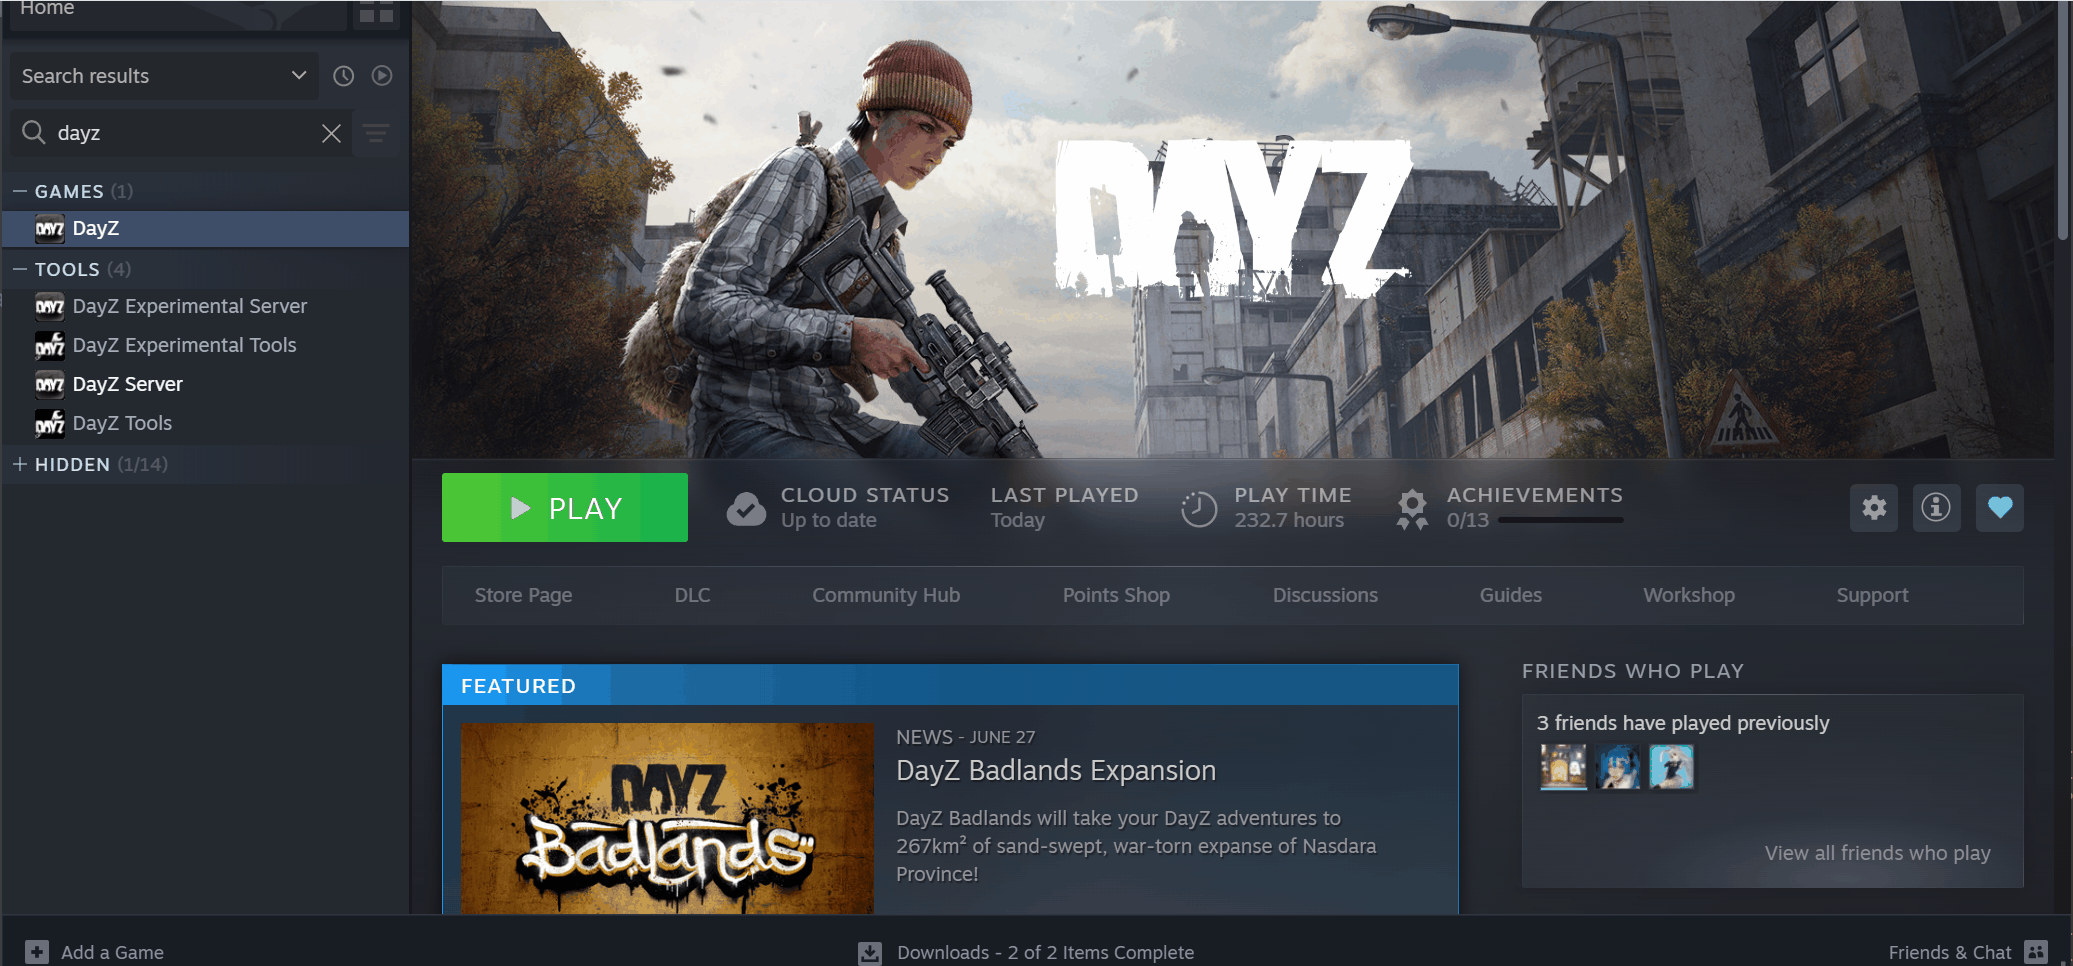 Home
Search results
dayz
GAMES (1)
DAYZ DayZ
TOOLS (4)
DAYZ DayZ Experimental Server
DAYZ DayZ Experimental Tools
DAYZ DayZ Server
DAYZ DayZ Tools
HIDDEN (1/14)
DAYZ
PLAY
CLOUD STATUS
Up to date
LAST PLAYED
Today
PLAY TIME
232.7 hours
ACHIEVEMENTS
0/13
Store Page DLC Community Hub Points Shop Discussions Guides Workshop Support
FEATURED
DAYZ
Badlands
NEWS - JUNE 27
DayZ Badlands Expansion
DayZ Badlands will take your DayZ adventures to
267km² of sand-swept, war-torn expanse of Nasdara
Province!
FRIENDS WHO PLAY
3 friends have played previously
View all friends who play
Add a Game
Downloads - 2 of 2 Items Complete
Friends & Chat